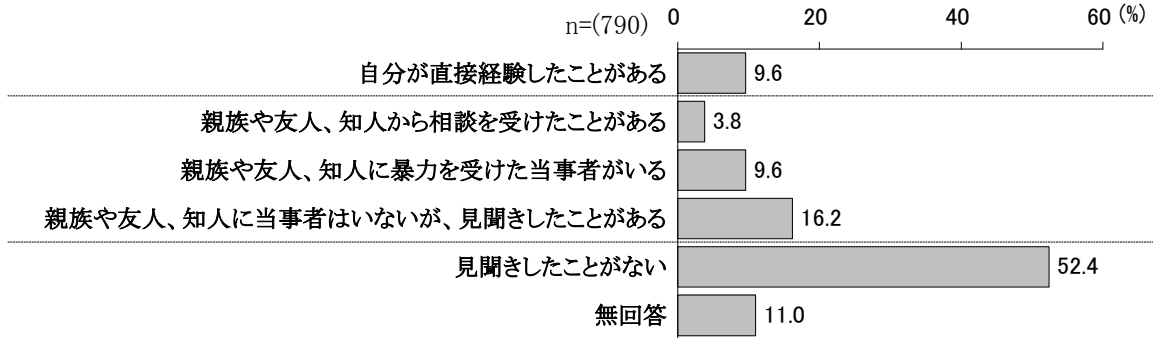 n=(790) 0 20 40 60 (%)
自分が直接経験したことがある 9.6
親族や友人、知人から相談を受けたことがある 3.8
親族や友人、知人に暴力を受けた当事者がいる 9.6
親族や友人、知人に当事者はいないが、見聞きしたことがある 16.2
見聞きしたことがない 52.4
無回答 11.0